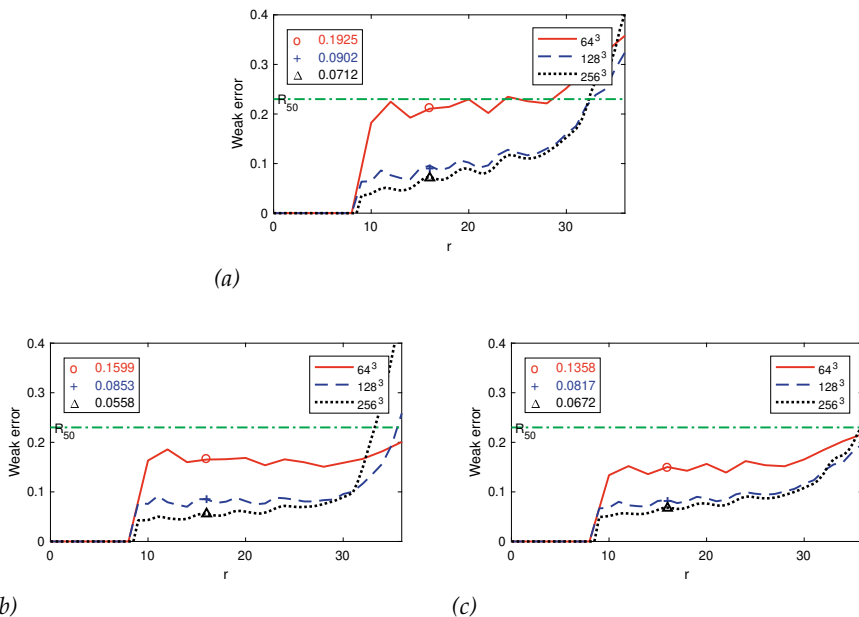 0.4
0.3
0.2
0.1
0
Weak error
o 0.1925
+ 0.0902
Δ 0.0712
64³
128³
256³
R₅₀
0 10 20 30
r
(a)
0.4
0.3
0.2
0.1
0
Weak error
o 0.1599
+ 0.0853
Δ 0.0558
64³
128³
256³
R₅₀
0 10 20 30
r
b)
0.4
0.3
0.2
0.1
0
Weak error
o 0.1358
+ 0.0817
Δ 0.0672
64³
128³
256³
R₅₀
0 10 20 30
r
(c)